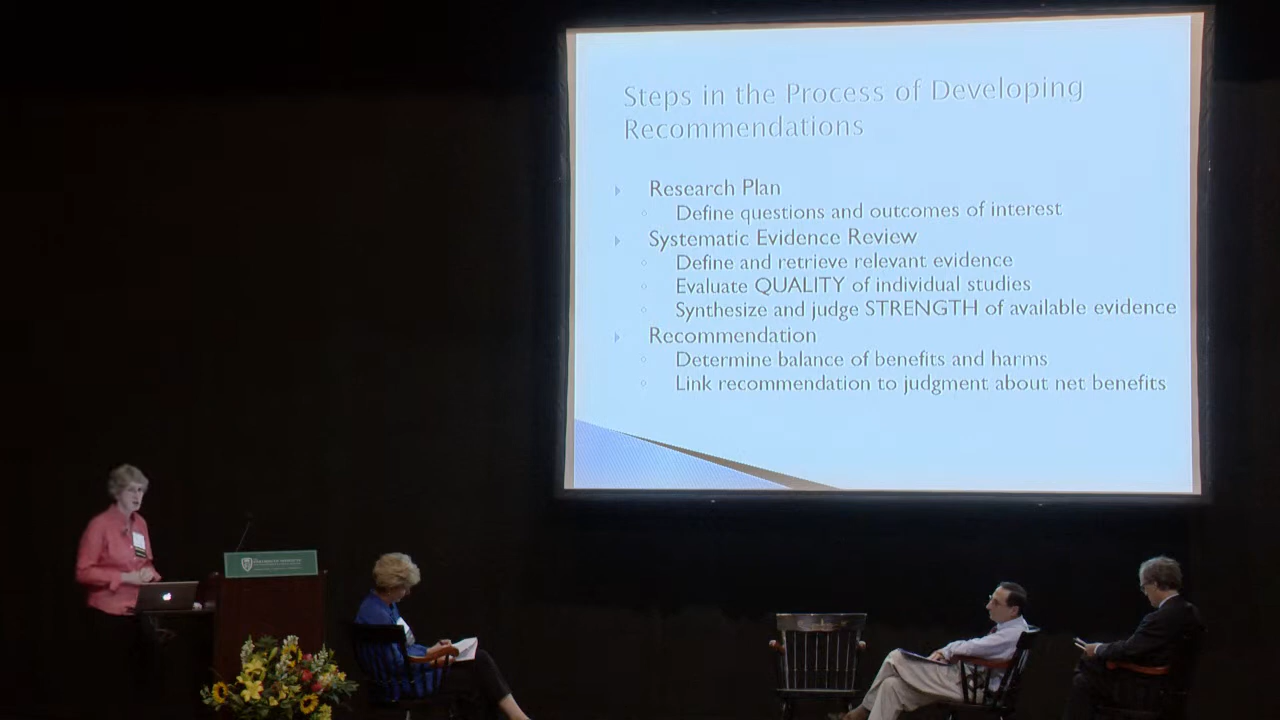 Steps in the Process of Developing
Recommendations
Research Plan
Define questions and outcomes of interest
Systematic Evidence Review
Define and retrieve relevant evidence
Evaluate QUALITY of individual studies
Synthesize and judge STRENGTH of available evidence
Recommendation
Determine balance of benefits and harms
Link recommendation to judgment about net benefits